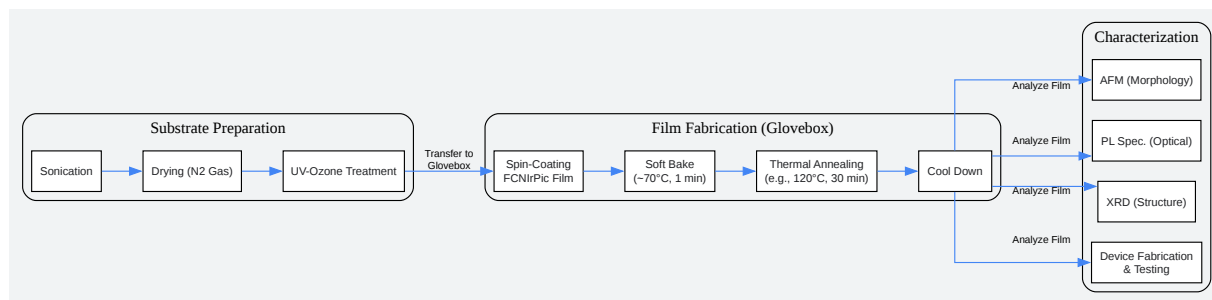 Substrate Preparation
Sonication
Drying (N2 Gas)
UV-Ozone Treatment
Transfer to
Glovebox
Film Fabrication (Glovebox)
Spin-Coating
FCNIrPic Film
Soft Bake
(~70°C, 1 min)
Thermal Annealing
(e.g., 120°C, 30 min)
Cool Down
Analyze Film
Analyze Film
Analyze Film
Analyze Film
Characterization
AFM (Morphology)
PL Spec. (Optical)
XRD (Structure)
Device Fabrication
& Testing